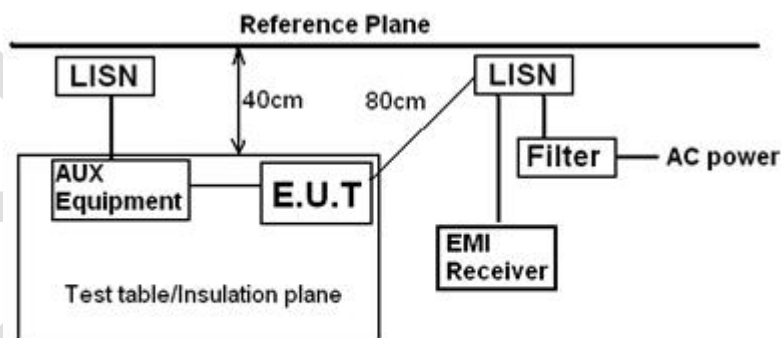 Reference Plane
LISN
40cm
80cm
LISN
Filter
AC power
AUX
Equipment
E.U.T
EMI
Receiver
Test table/Insulation plane